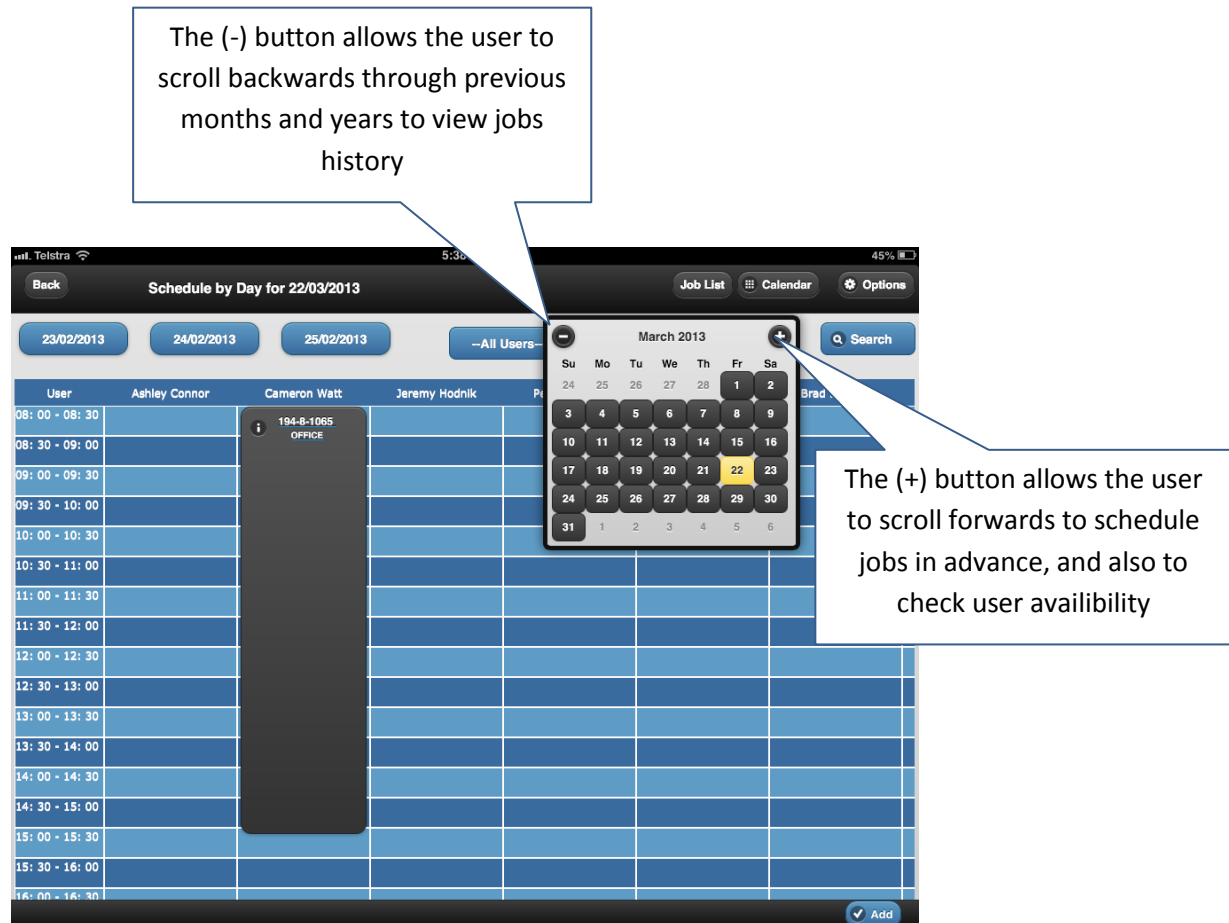 The (-) button allows the user to
scroll backwards through previous
months and years to view jobs
history
Telstra
45%
Back
Schedule by Day for 22/03/2013
Job List
Calendar
Options
23/02/2013
24/02/2013
25/02/2013
--All Users--
Search
March 2013
Su Mo Tu We Th Fr Sa
24 25 26 27 28 1 2
3 4 5 6 7 8 9
10 11 12 13 14 15 16
17 18 19 20 21 22 23
24 25 26 27 28 29 30
31 1 2 3 4 5 6
The (+) button allows the user
to scroll forwards to schedule
jobs in advance, and also to
check user availibility
User Ashley Connor Cameron Watt Jeremy Hodnik Brad
08: 00 - 08: 30
194-8-1065
OFFICE
08: 30 - 09: 00
09: 00 - 09: 30
09: 30 - 10: 00
10: 00 - 10: 30
10: 30 - 11: 00
11: 00 - 11: 30
11: 30 - 12: 00
12: 00 - 12: 30
12: 30 - 13: 00
13: 00 - 13: 30
13: 30 - 14: 00
14: 00 - 14: 30
14: 30 - 15: 00
15: 00 - 15: 30
15: 30 - 16: 00
16: 00 - 16: 30
Add